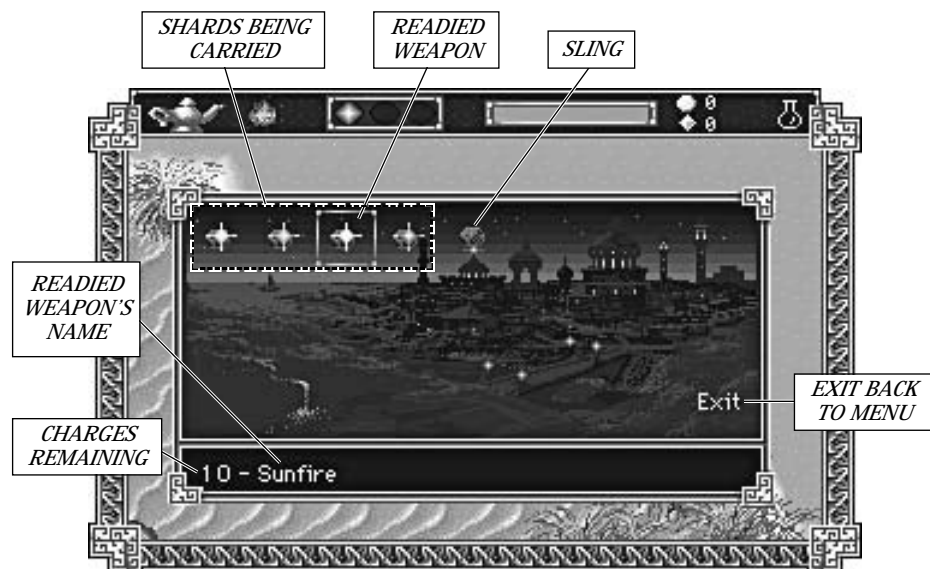 SHARDS BEING
CARRIED
READIED
WEAPON
SLING
0
0
READIED
WEAPON'S
NAME
Exit
EXIT BACK
TO MENU
CHARGES
REMAINING
10 - Sunfire